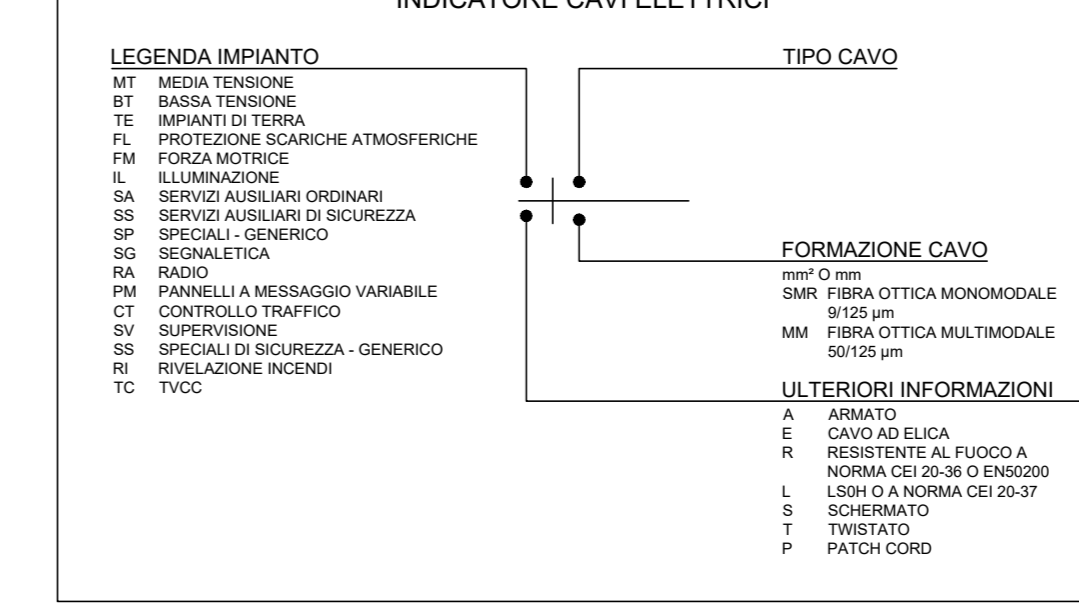 INDICATORE CAVI ELETTRICI
LEGENDA IMPIANTO
MT MEDIA TENSIONE
BT BASSA TENSIONE
TE IMPIANTI DI TERRA
FL PROTEZIONE SCARICHE ATMOSFERICHE
FM FORZA MOTRICE
IL ILLUMINAZIONE
SA SERVIZI AUSILIARI ORDINARI
SS SERVIZI AUSILIARI DI SICUREZZA
SP SPECIALI - GENERICO
SG SEGNALETICA
RA RADIO
PM PANNELLI A MESSAGGIO VARIABILE
CT CONTROLLO TRAFFICO
SV SUPERVISIONE
SS SPECIALI DI SICUREZZA - GENERICO
RI RIVELAZIONE INCENDI
TC TVCC
TIPO CAVO
FORMAZIONE CAVO
mm² O mm
SMR FIBRA OTTICA MONOMODALE
9/125 µm
MM FIBRA OTTICA MULTIMODALE
50/125 µm
ULTERIORI INFORMAZIONI
A ARMATO
E CAVO AD ELICA
R RESISTENTE AL FUOCO A
NORMA CEI 20-36 O EN50200
L LS0H O A NORMA CEI 20-37
S SCHERMATO
T TWISTATO
P PATCH CORD